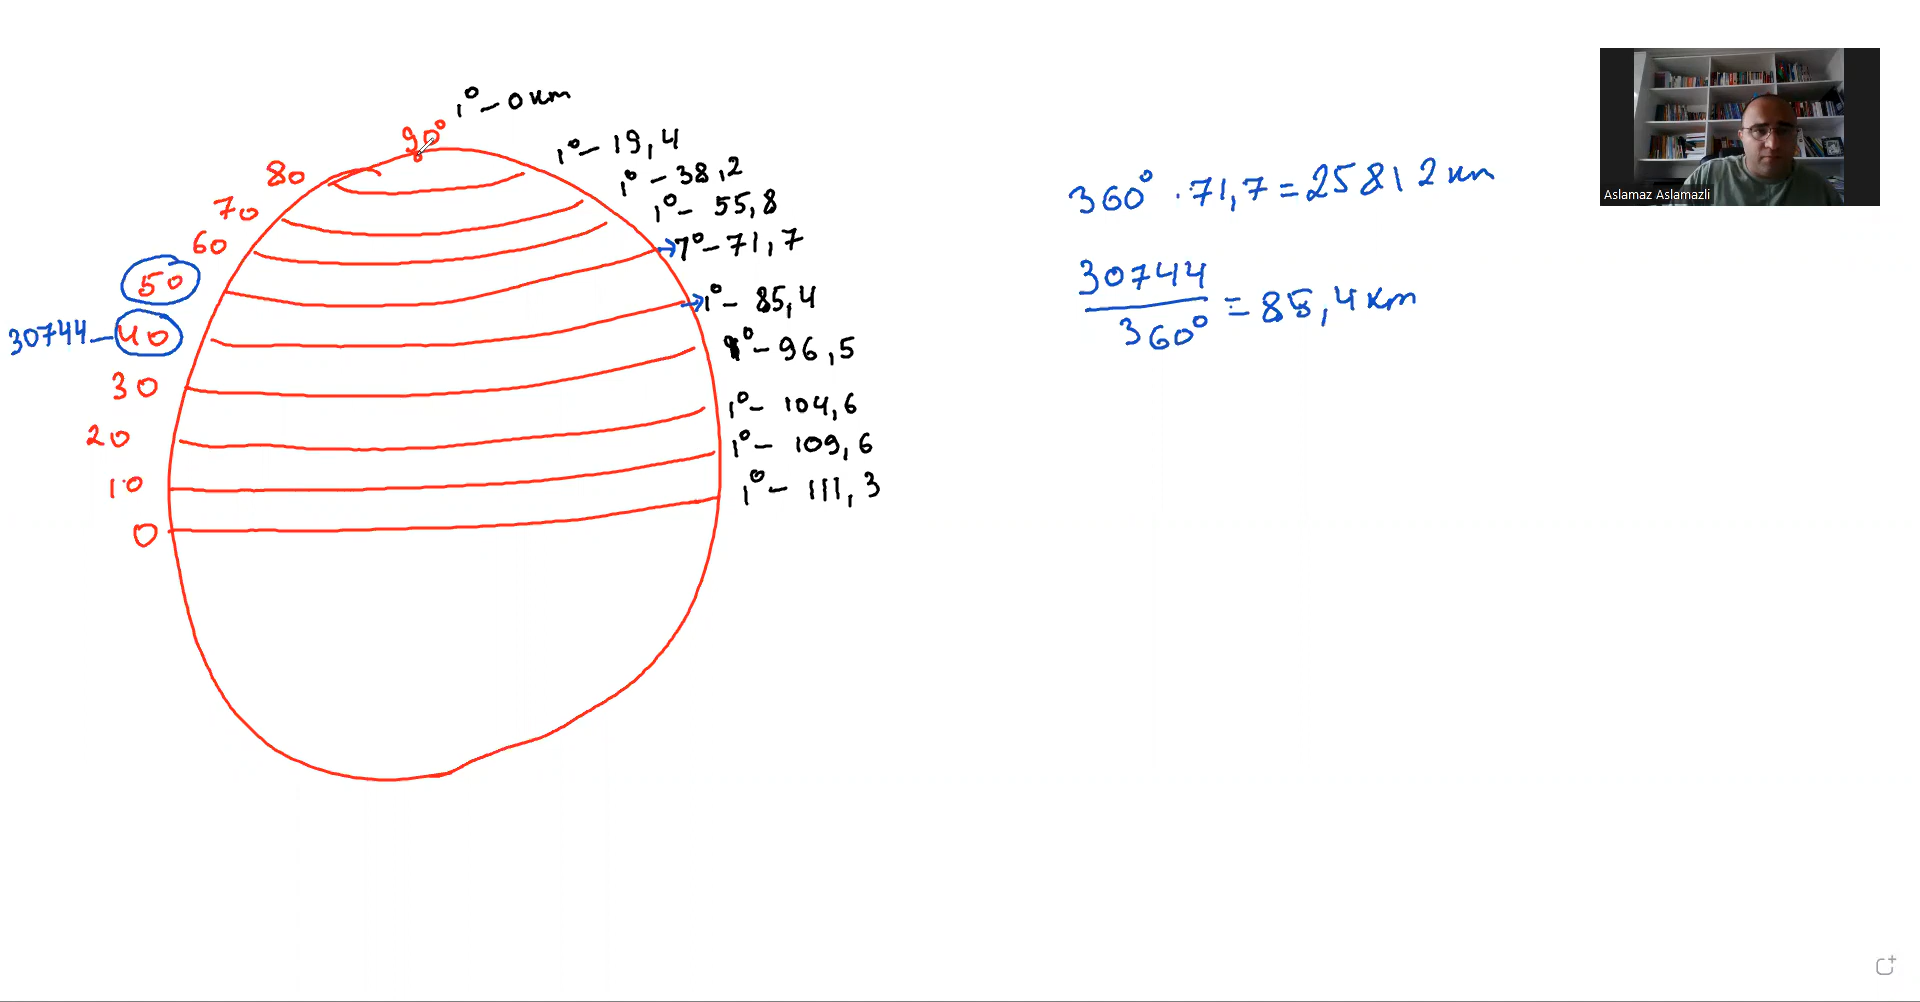 1° – 0 km
90°
1° – 19,4
80
1° – 38,2
70
1° – 55,8
60
7° – 71,7
50
1° – 85,4
30744 – 40
1° – 96,5
30
1° – 104,6
20
1° – 109,6
10
1° – 111,3
0
360° · 71,7 = 25812 km
30744
360°
= 85,4 km
Aslamaz Aslamazli